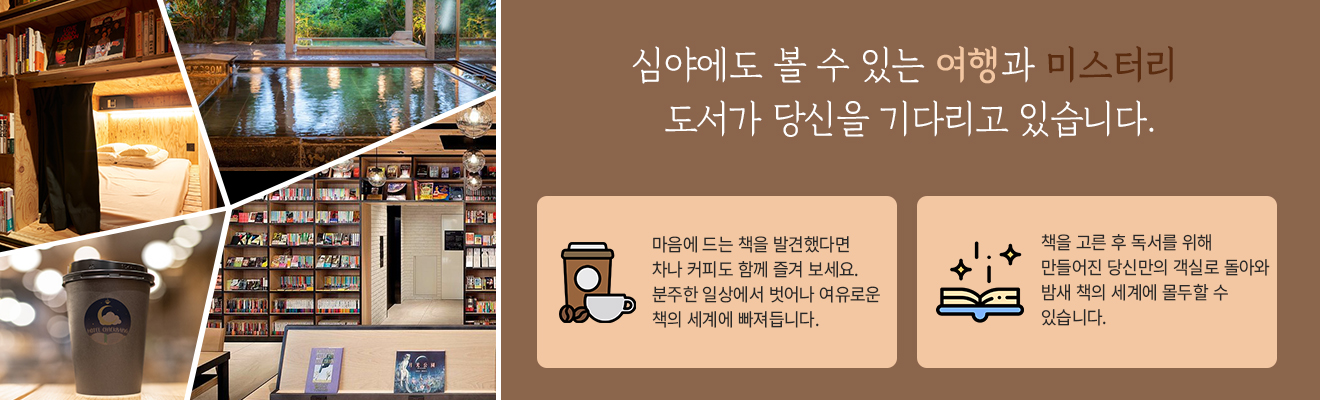 심야에도 볼 수 있는 여행과 미스터리
도서가 당신을 기다리고 있습니다.
마음에 드는 책을 발견했다면
차나 커피도 함께 즐겨 보세요.
분주한 일상에서 벗어나 여유로운
책의 세계에 빠져듭니다.
책을 고른 후 독서를 위해
만들어진 당신만의 객실로 돌아와
밤새 책의 세계에 몰두할 수
있습니다.